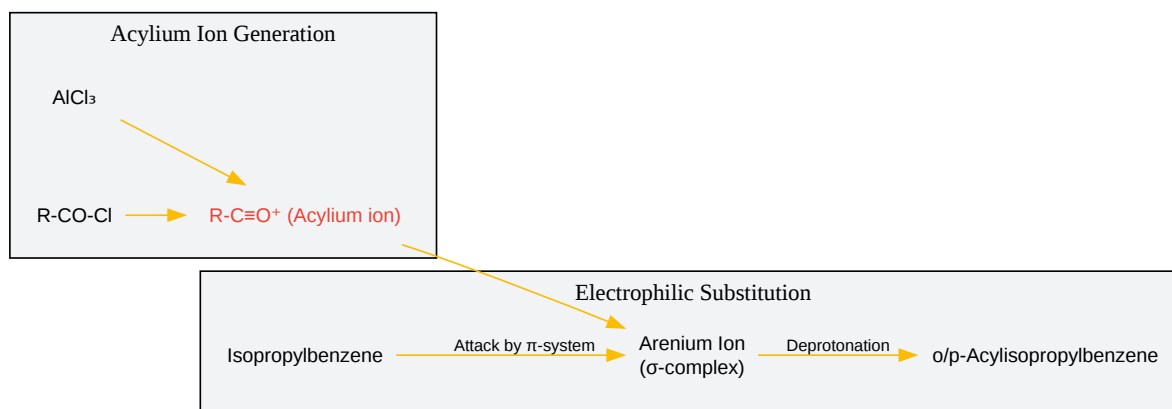 Acylium Ion Generation
AlCl₃
R-CO-Cl
R-C≡O⁺ (Acylium ion)
Electrophilic Substitution
Isopropylbenzene
Attack by π-system
Arenium Ion
(σ-complex)
Deprotonation
o/p-Acylisopropylbenzene